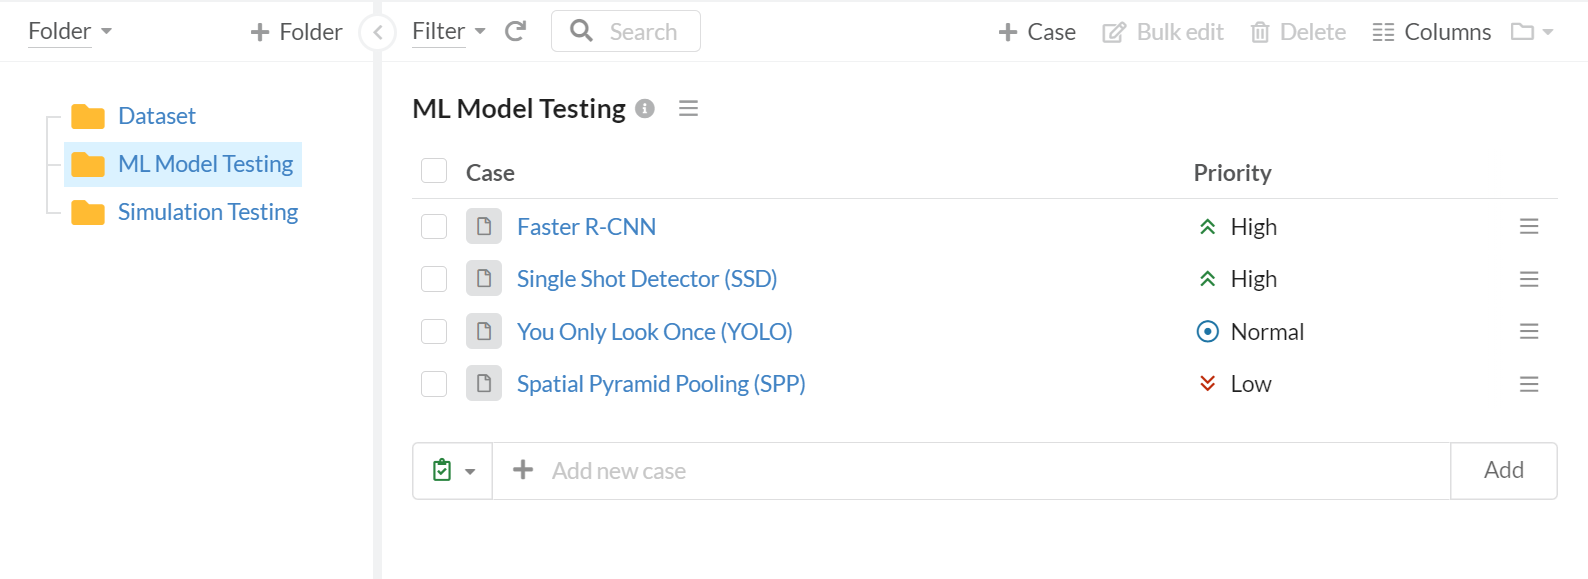 Folder + Folder Filter Search + Case Bulk edit Delete Columns
Dataset
ML Model Testing
Simulation Testing
ML Model Testing
Case Priority
Faster R-CNN High
Single Shot Detector (SSD) High
You Only Look Once (YOLO) Normal
Spatial Pyramid Pooling (SPP) Low
+ Add new case Add